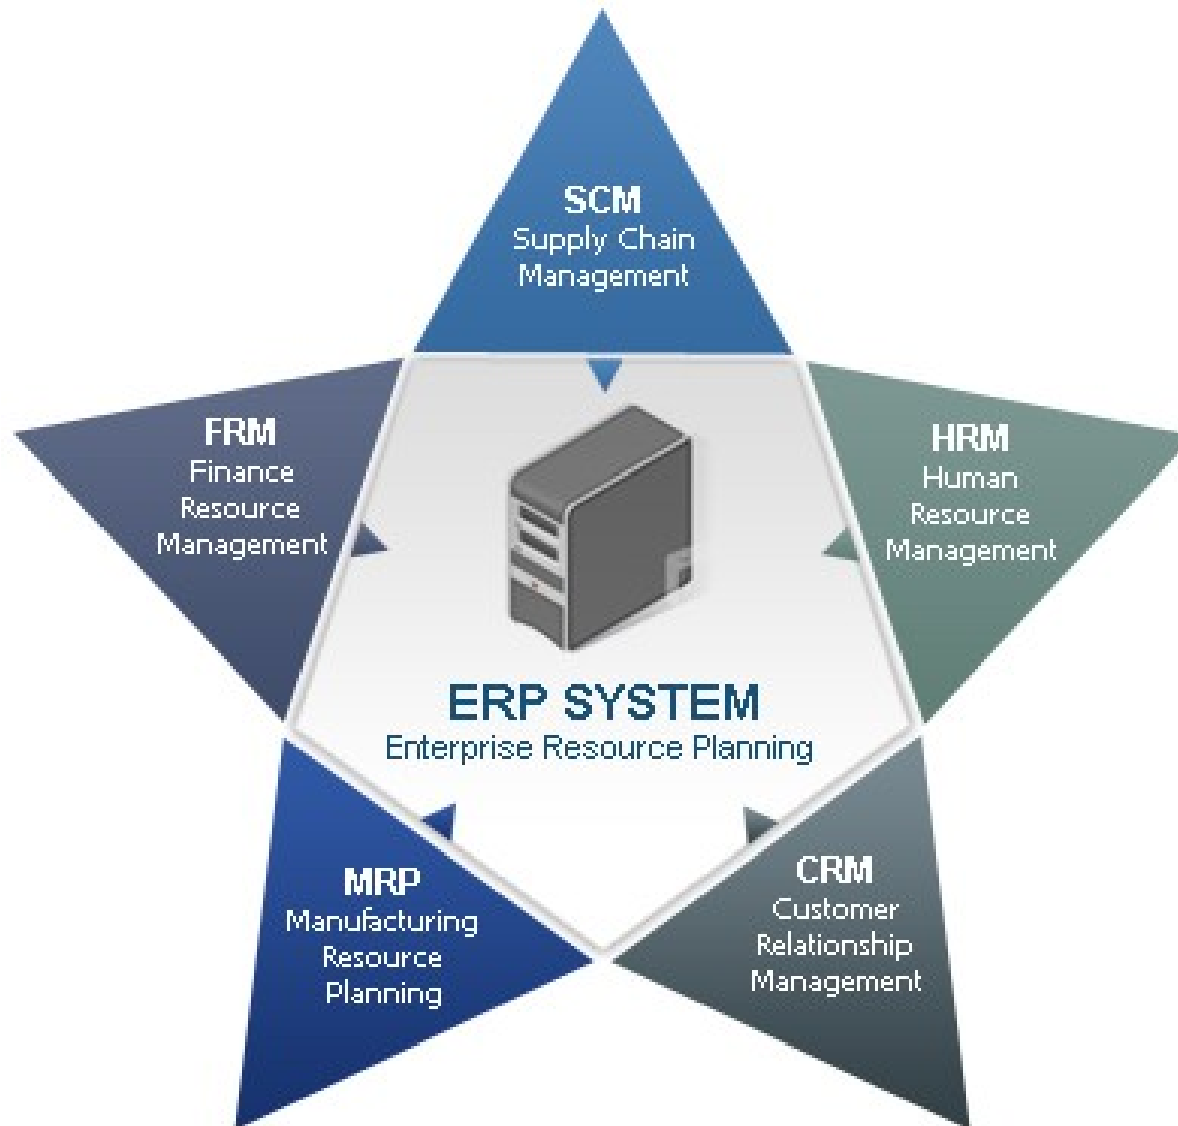 SCM
Supply Chain
Management
FRM
Finance
Resource
Management
HRM
Human
Resource
Management
ERP SYSTEM
Enterprise Resource Planning
MRP
Manufacturing
Resource
Planning
CRM
Customer
Relationship
Management